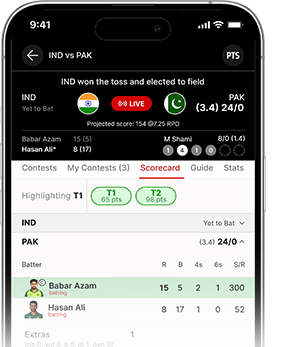 9:41
IND vs PAK
PTS
IND won the toss and elected to field
IND
Yet to Bat
LIVE
PAK
(3.4) 24/0
Projected score: 154 @7.25 RPO
Babar Azam 15 (5)
Hasan Ali* 8 (17)
M Shami 8/0 (1.4)
1 4 1 0
Contests My Contests (3) Scorecard Guide Stats
Highlighting T1
T1
65 pts
T2
98 pts
IND Yet to Bat
PAK (3.4) 24/0
Batter R B 4s 6s S/R
Babar Azam 15 5 2 1 300
batting
Hasan Ali 8 17 1 0 52
batting
Extras 1